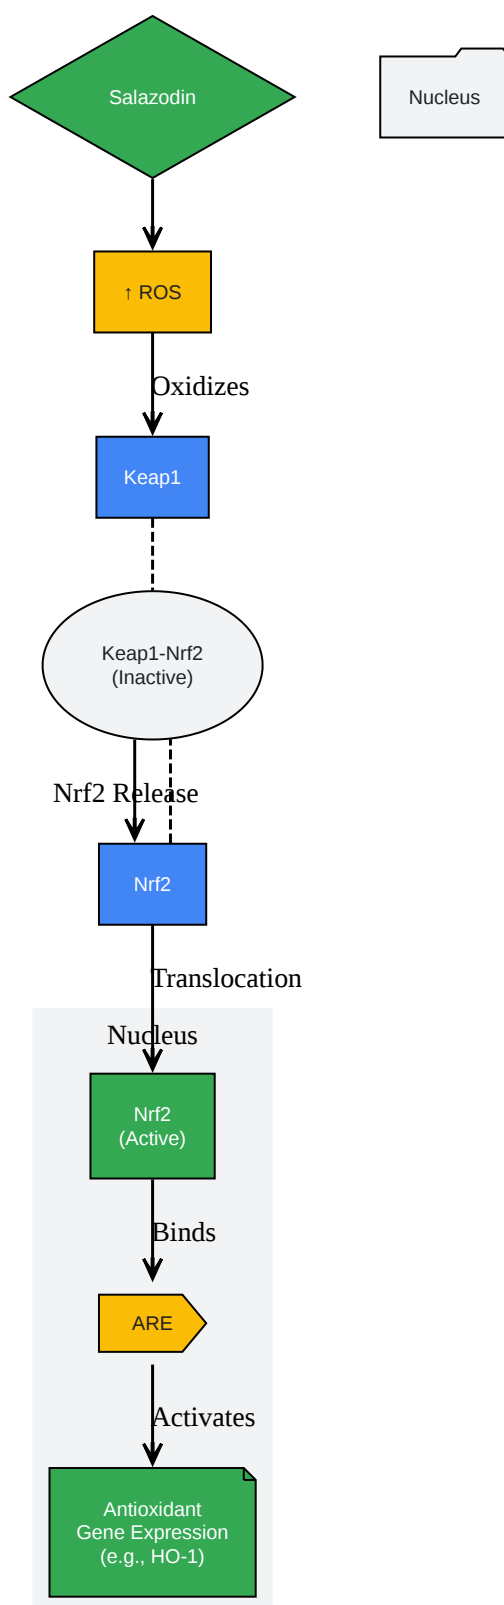 Salazodin
Nucleus
↑ ROS
Oxidizes
Keap1
Keap1-Nrf2
(Inactive)
Nrf2 Release
Nrf2
Translocation
Nucleus
Nrf2
(Active)
Binds
ARE
Activates
Antioxidant
Gene Expression
(e.g., HO-1)